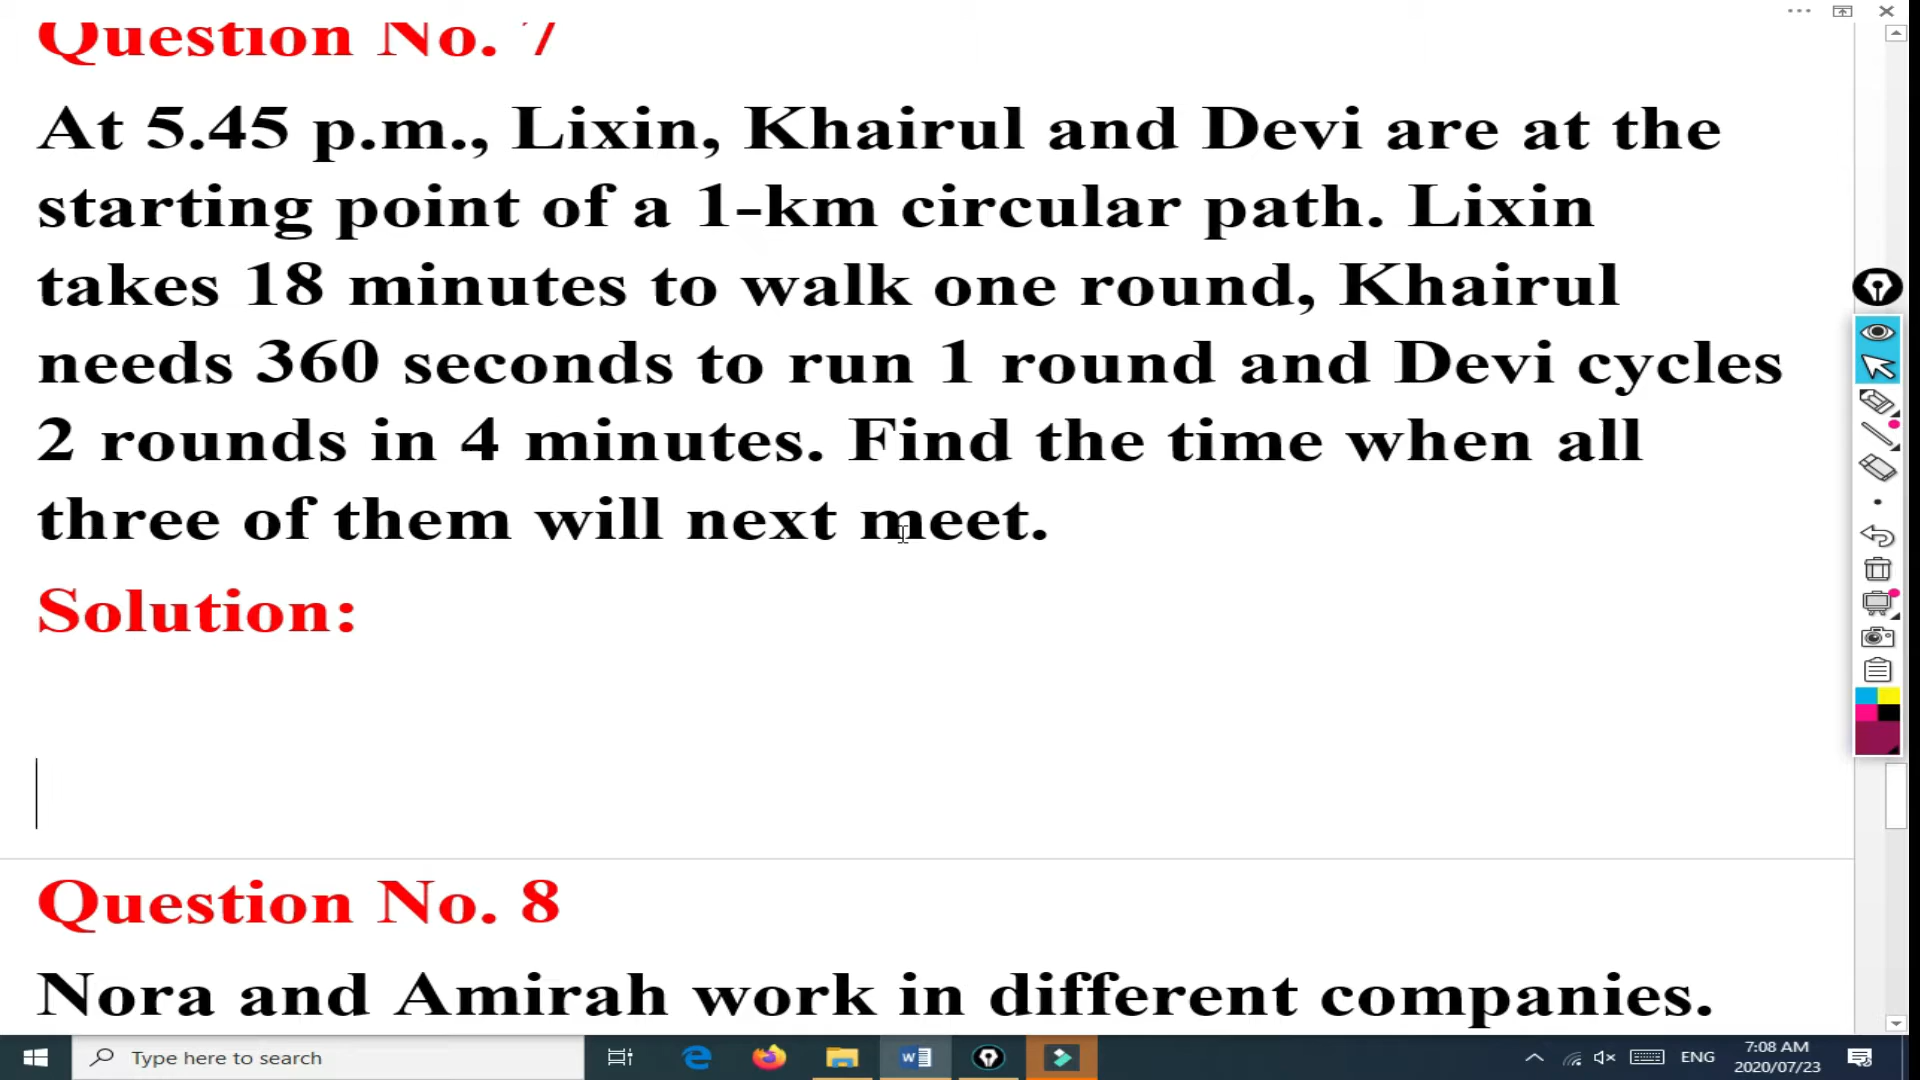 Question No. 7
At 5.45 p.m., Lixin, Khairul and Devi are at the
starting point of a 1-km circular path. Lixin
takes 18 minutes to walk one round, Khairul
needs 360 seconds to run 1 round and Devi cycles
2 rounds in 4 minutes. Find the time when all
three of them will next meet.
Solution:
Question No. 8
Nora and Amirah work in different companies.
Type here to search
ENG
7:08 AM
2020/07/23